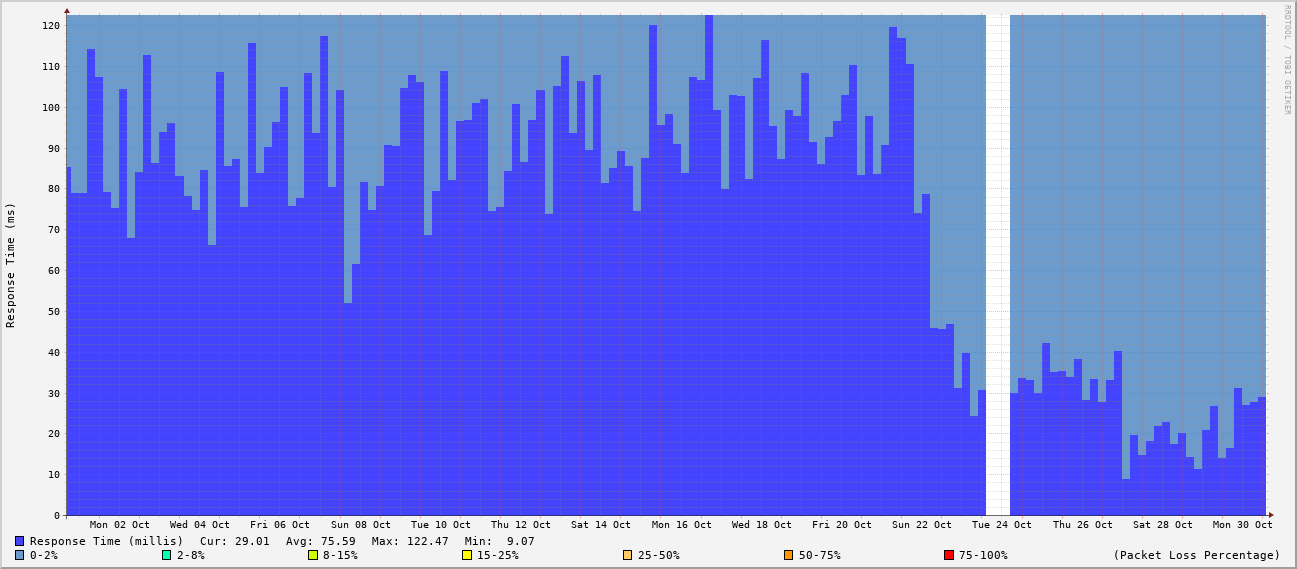 RRDTOOL / TOBI OETIKER
Response Time (ms)
120
110
100
90
80
70
60
50
40
30
20
10
0
Mon 02 Oct Wed 04 Oct Fri 06 Oct Sun 08 Oct Tue 10 Oct Thu 12 Oct Sat 14 Oct Mon 16 Oct Wed 18 Oct Fri 20 Oct Sun 22 Oct Tue 24 Oct Thu 26 Oct Sat 28 Oct Mon 30 Oct
Response Time (millis) Cur: 29.01 Avg: 75.59 Max: 122.47 Min: 9.07
0-2% 2-8% 8-15% 15-25% 25-50% 50-75% 75-100% (Packet Loss Percentage)